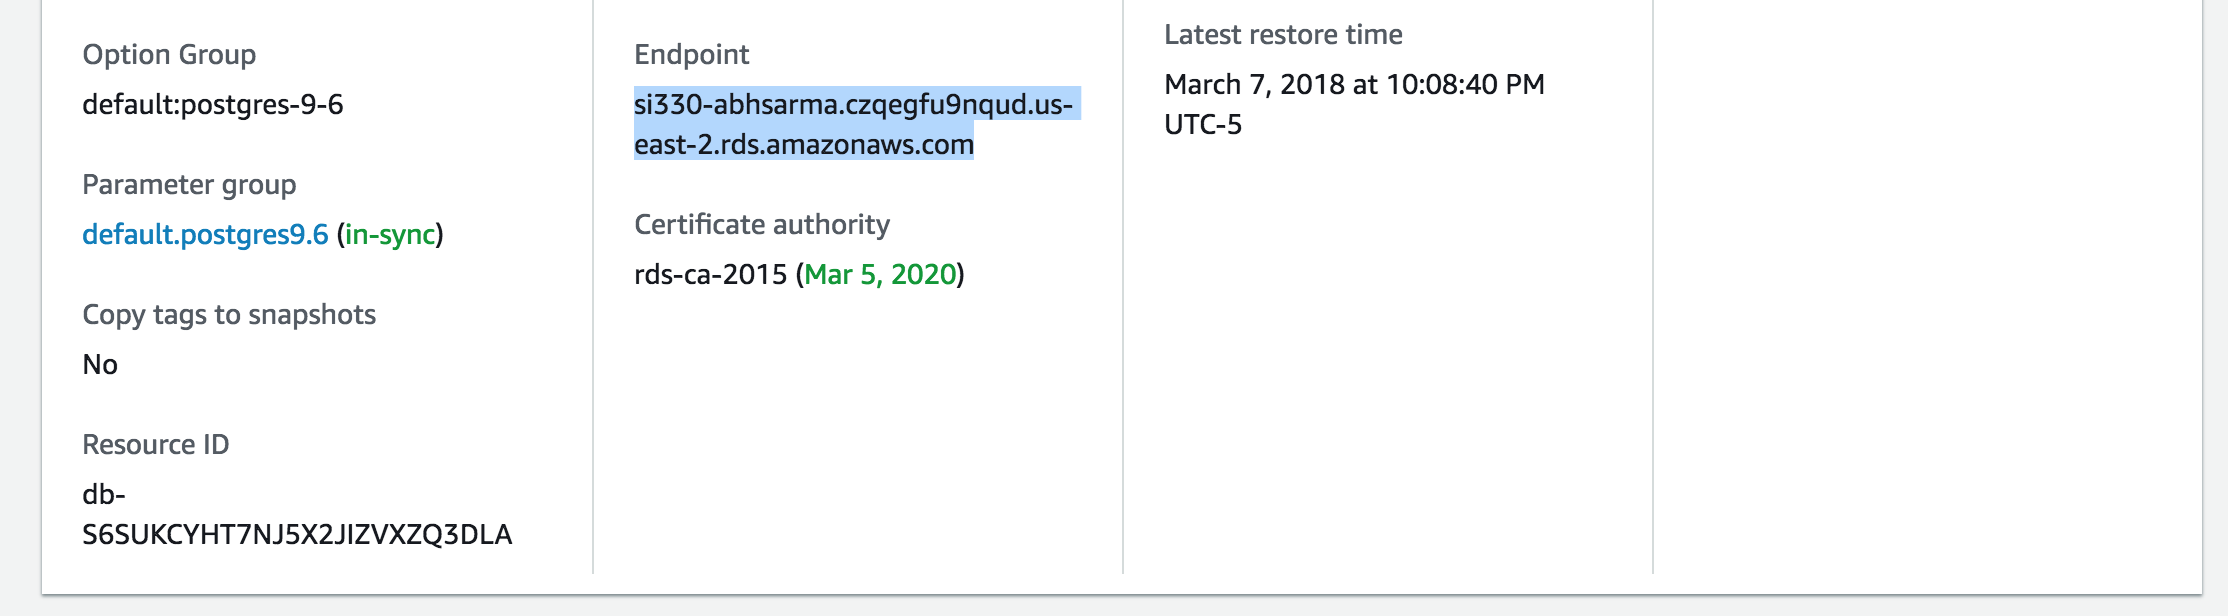 Option Group
default:postgres-9-6
Parameter group
default.postgres9.6 (in-sync)
Copy tags to snapshots
No
Resource ID
db-
S6SUKCYHT7NJ5X2JIZVXZQ3DLA
Endpoint
si330-abhsarma.czqegfu9nqud.us-
east-2.rds.amazonaws.com
Certificate authority
rds-ca-2015 (Mar 5, 2020)
Latest restore time
March 7, 2018 at 10:08:40 PM
UTC-5